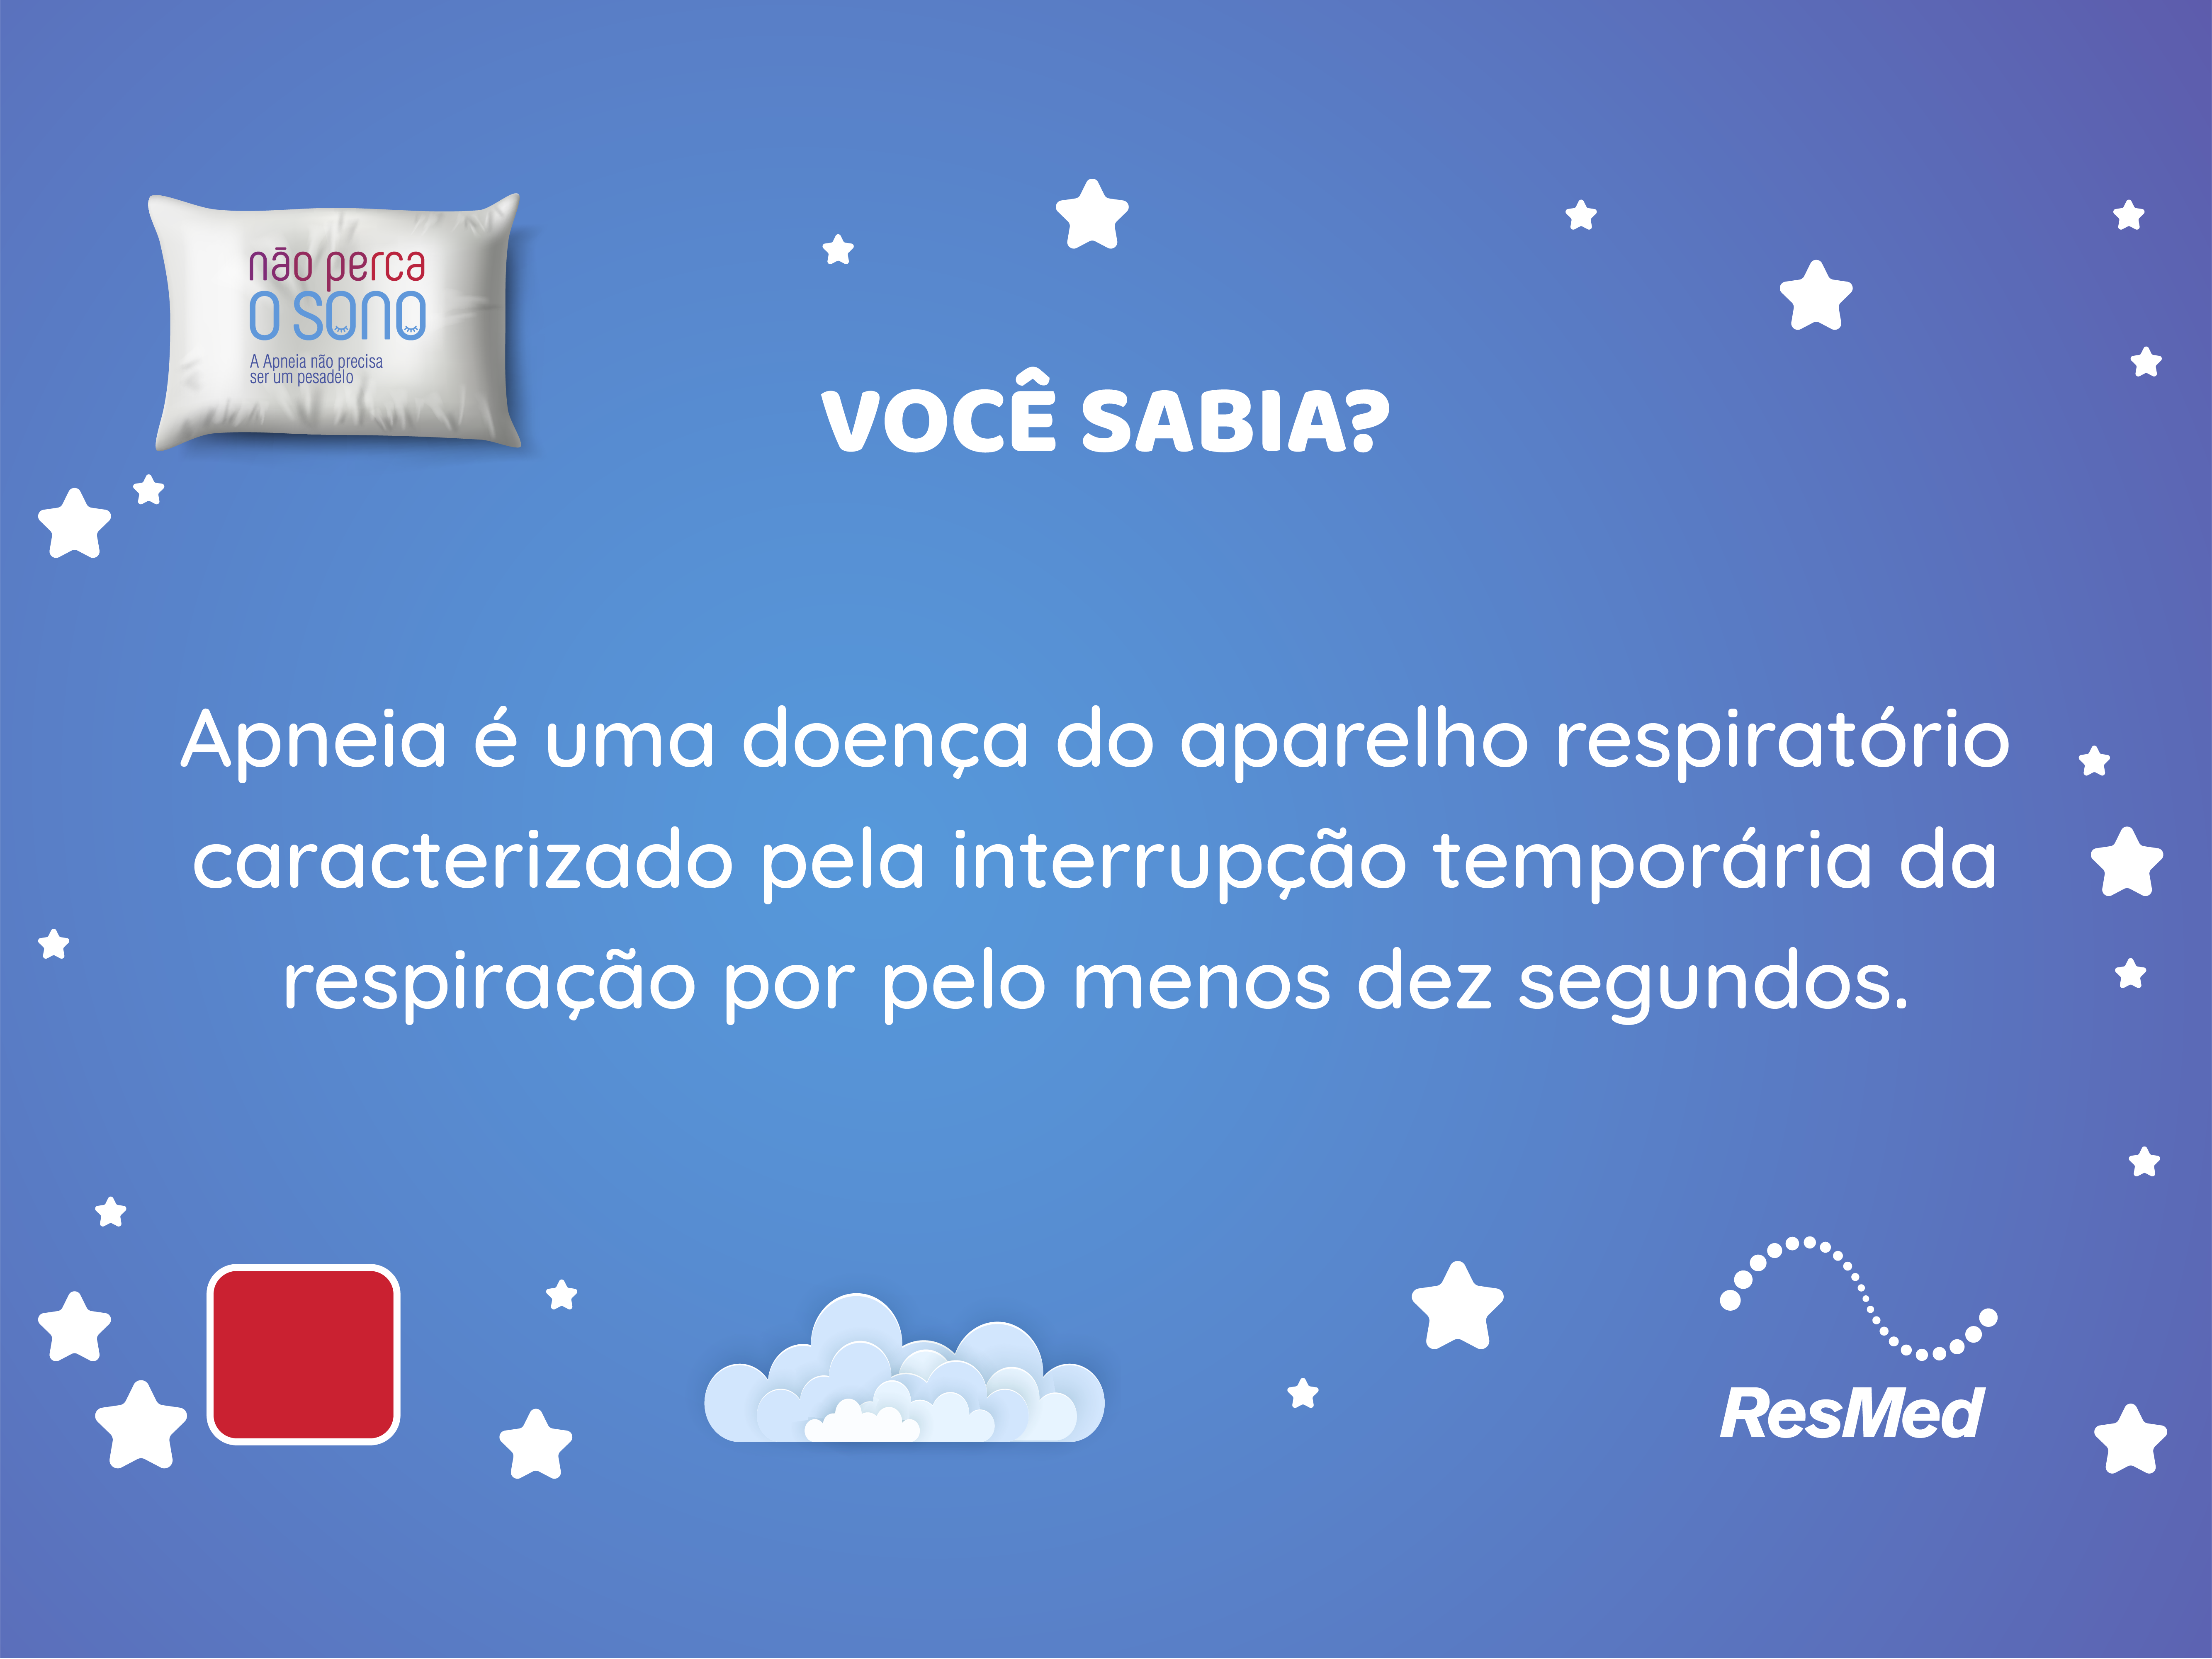 não perca
o sono
A Apneia não precisa
ser um pesadelo
VOCÊ SABIA?
Apneia é uma doença do aparelho respiratório
caracterizado pela interrupção temporária da
respiração por pelo menos dez segundos.
ResMed